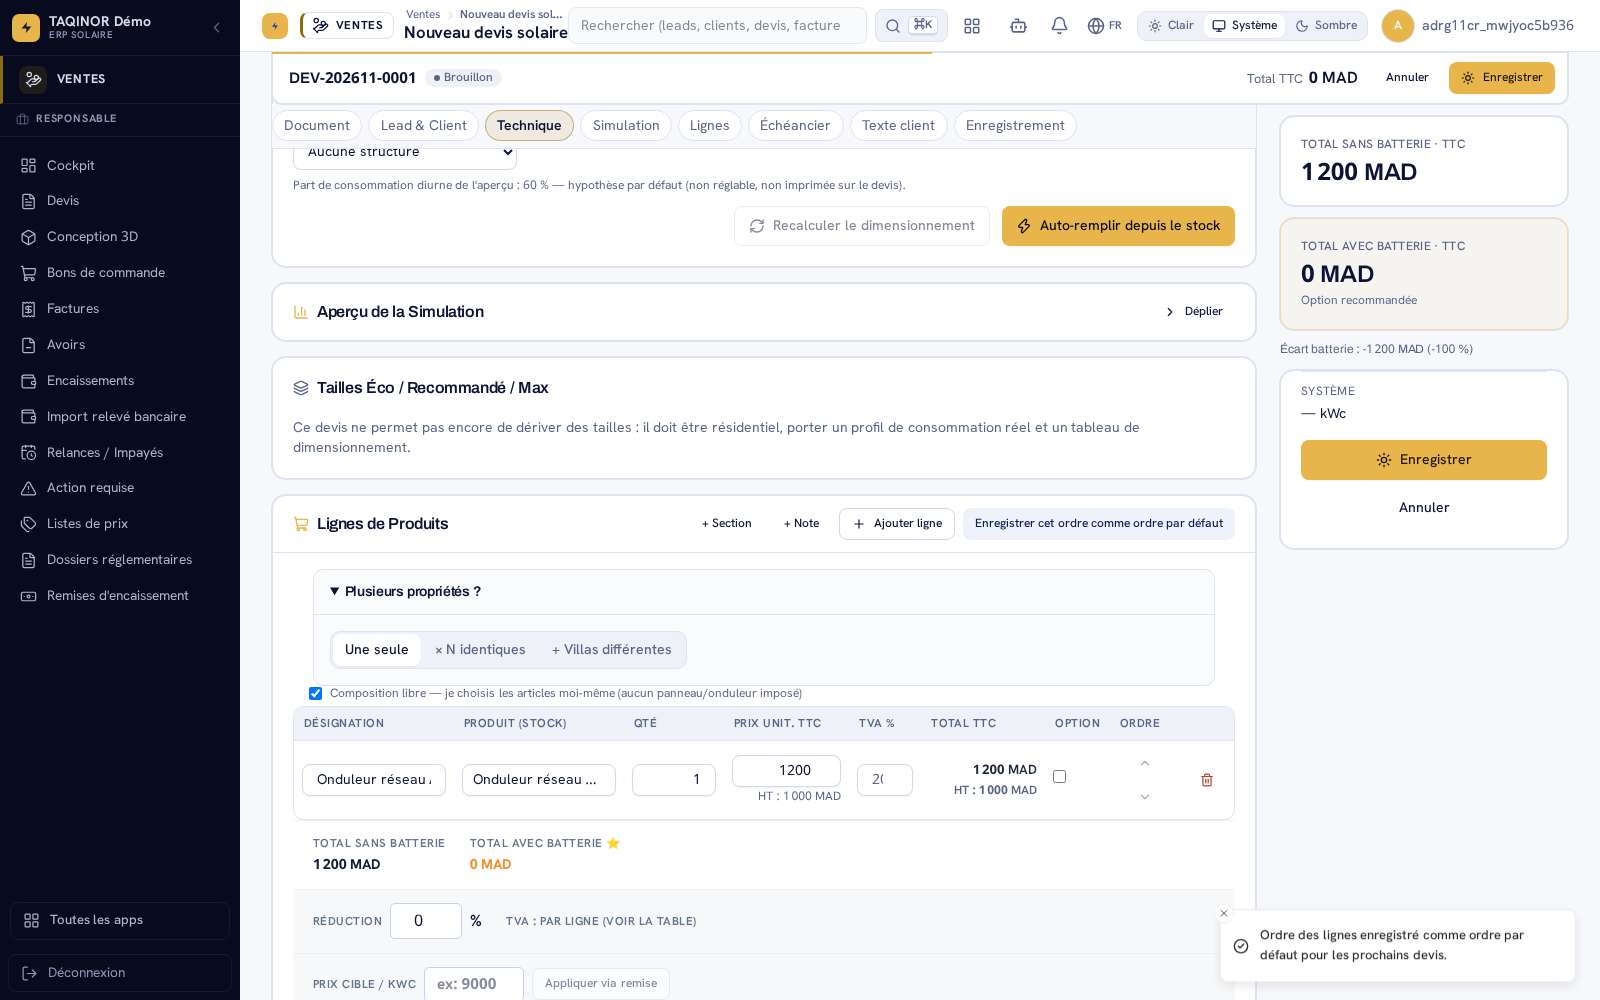 TAQINOR Démo
ERP SOLAIRE
VENTES
RESPONSABLE
Cockpit
Devis
Conception 3D
Bons de commande
Factures
Avoirs
Encaissements
Import relevé bancaire
Relances / Impayés
Action requise
Listes de prix
Dossiers réglementaires
Remises d'encaissement
Toutes les apps
Déconnexion
VENTES
Ventes > Nouveau devis sol...
Nouveau devis solaire
Rechercher (leads, clients, devis, facture
⌘K
FR
Clair
Système
Sombre
A
adrg11cr_mwjyoc5b936
DEV-202611-0001
Brouillon
Total TTC 0 MAD
Annuler
Enregistrer
Document
Lead & Client
Technique
Simulation
Lignes
Échéancier
Texte client
Enregistrement
Aucune structure
Part de consommation diurne de l'aperçu : 60 % — hypothèse par défaut (non réglable, non imprimée sur le devis).
Recalculer le dimensionnement
Auto-remplir depuis le stock
Aperçu de la Simulation
Déplier
Tailles Éco / Recommandé / Max
Ce devis ne permet pas encore de dériver des tailles : il doit être résidentiel, porter un profil de consommation réel et un tableau de
dimensionnement.
Lignes de Produits
+ Section
+ Note
Ajouter ligne
Enregistrer cet ordre comme ordre par défaut
Plusieurs propriétés ?
Une seule
× N identiques
+ Villas différentes
Composition libre — je choisis les articles moi-même (aucun panneau/onduleur imposé)
DÉSIGNATION
PRODUIT (STOCK)
QTÉ
PRIX UNIT. TTC
TVA %
TOTAL TTC
OPTION
ORDRE
Onduleur réseau
Onduleur réseau ...
1
1200
HT : 1 000 MAD
20
1 200 MAD
HT : 1 000 MAD
TOTAL SANS BATTERIE
1 200 MAD
TOTAL AVEC BATTERIE ⭐
0 MAD
RÉDUCTION
0
%
TVA : PAR LIGNE (VOIR LA TABLE)
PRIX CIBLE / KWC
ex: 9000
Appliquer via remise
TOTAL SANS BATTERIE · TTC
1 200 MAD
TOTAL AVEC BATTERIE · TTC
0 MAD
Option recommandée
Écart batterie : -1 200 MAD (-100 %)
SYSTÈME
— kWc
Enregistrer
Annuler
Ordre des lignes enregistré comme ordre par
défaut pour les prochains devis.